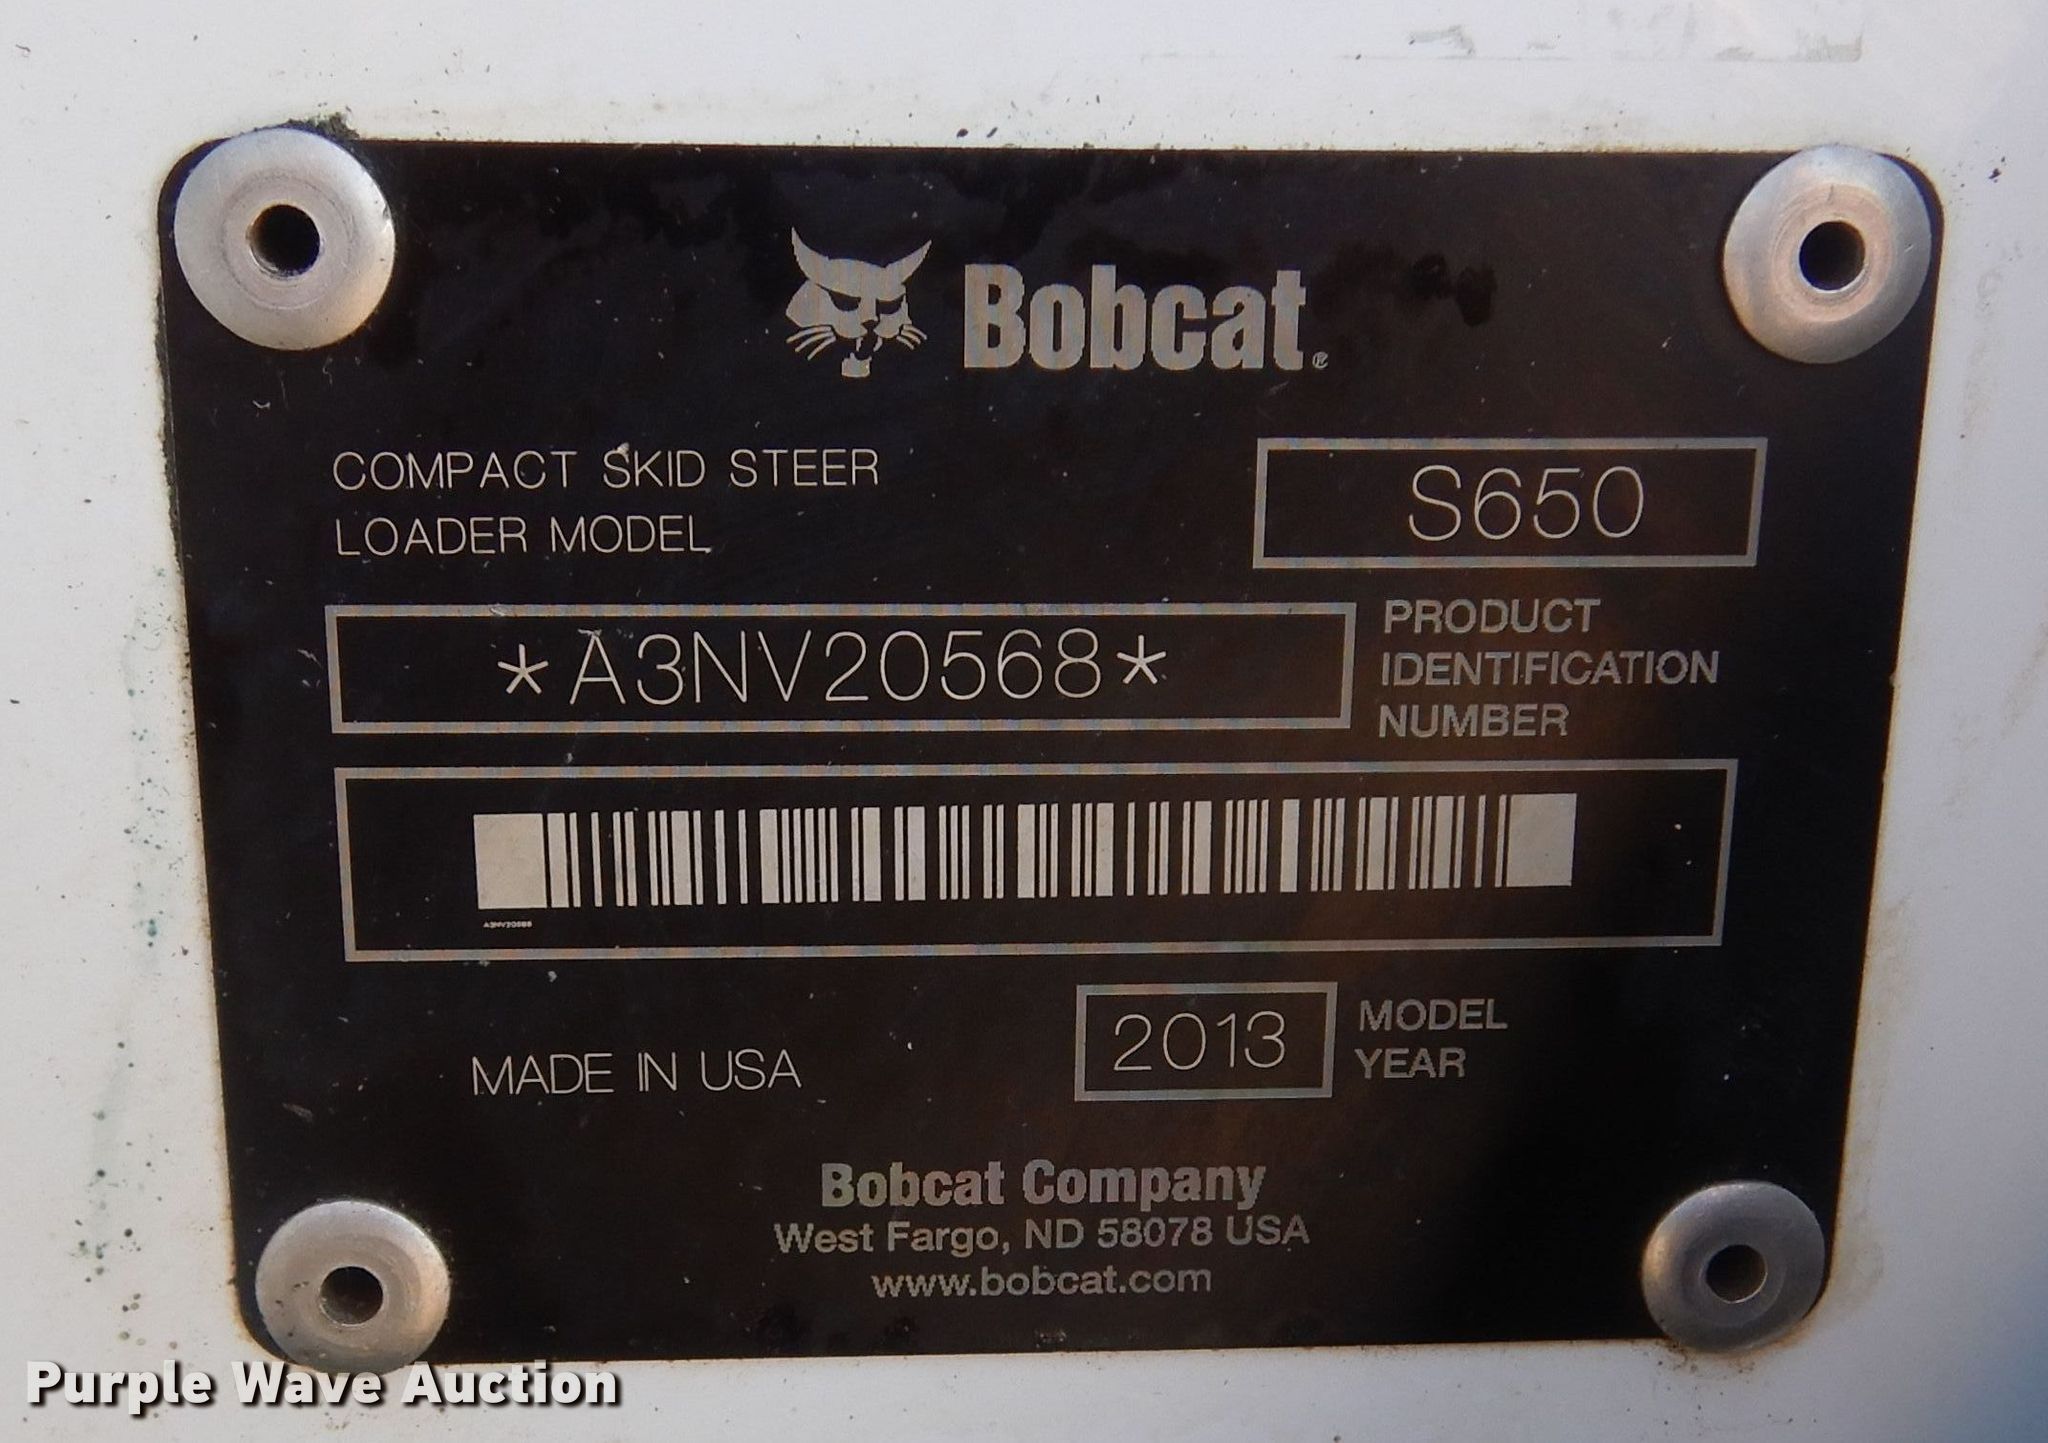 Bobcat®
COMPACT SKID STEER
LOADER MODEL
S650
*A3NV20568*
PRODUCT
IDENTIFICATION
NUMBER
A3NV20568
MADE IN USA
2013
MODEL
YEAR
Bobcat Company
West Fargo, ND 58078 USA
www.bobcat.com
Purple Wave Auction